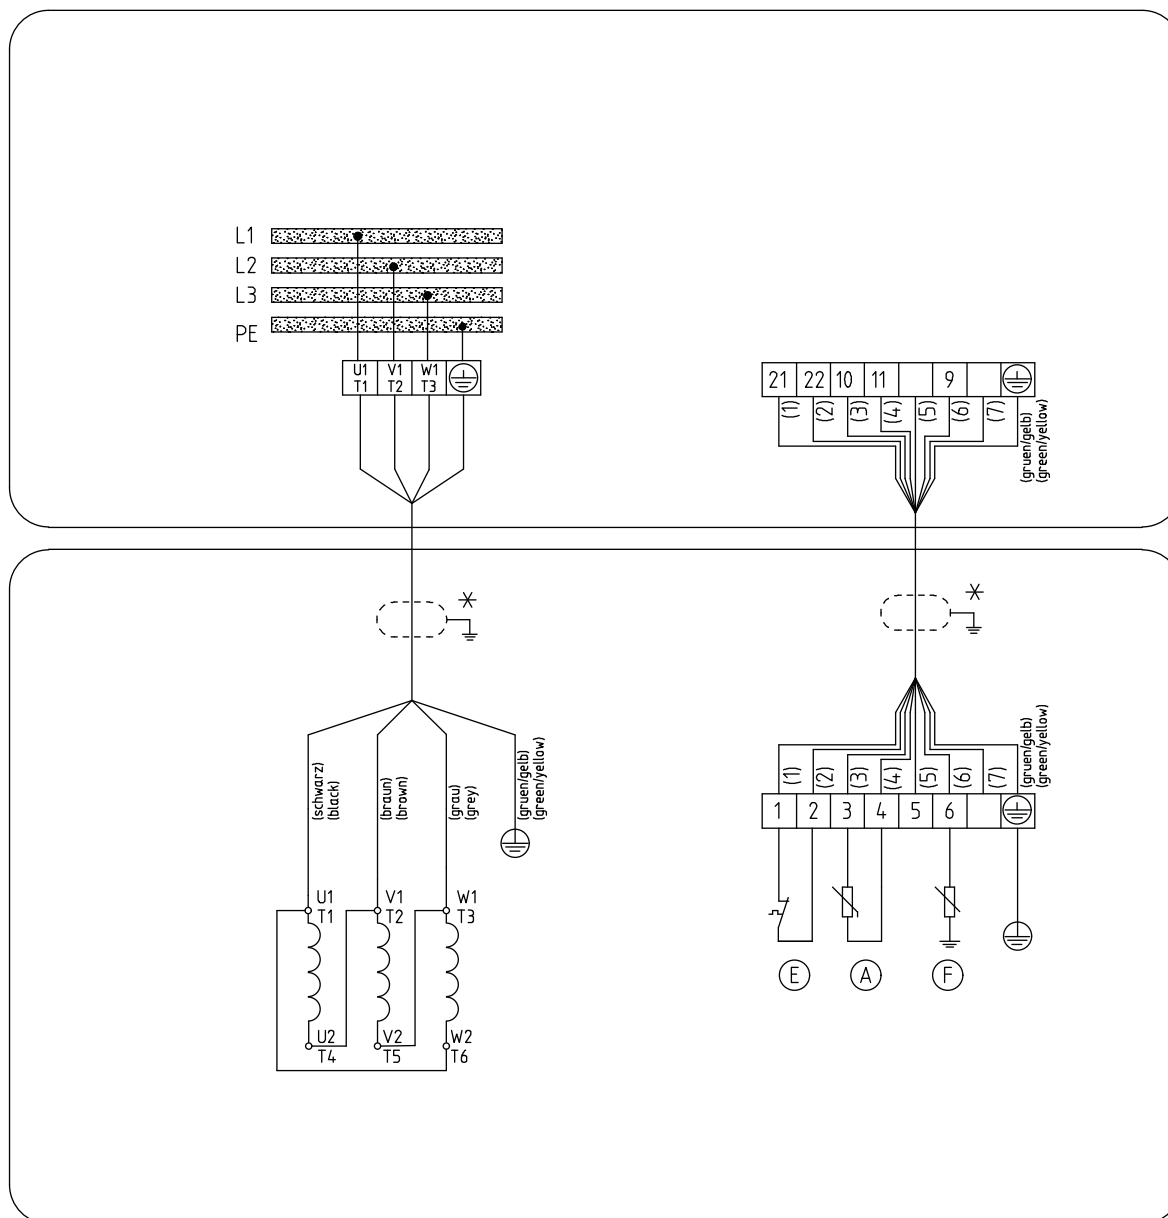 L1
L2
L3
PE
U1 V1 W1
T1 T2 T3
21 22 10 11 9
(1) (2) (3) (4) (5) (6) (7)
(gruen/gelb)
(green/yellow)
*
*
(schwarz)
(black)
(braun)
(brown)
(grau)
(grey)
(gruen/gelb)
(green/yellow)
(1) (2) (3) (4) (5) (6) (7)
(gruen/gelb)
(green/yellow)
1 2 3 4 5 6
U1 V1 W1
T1 T2 T3
E A F
U2 V2 W2
T4 T5 T6